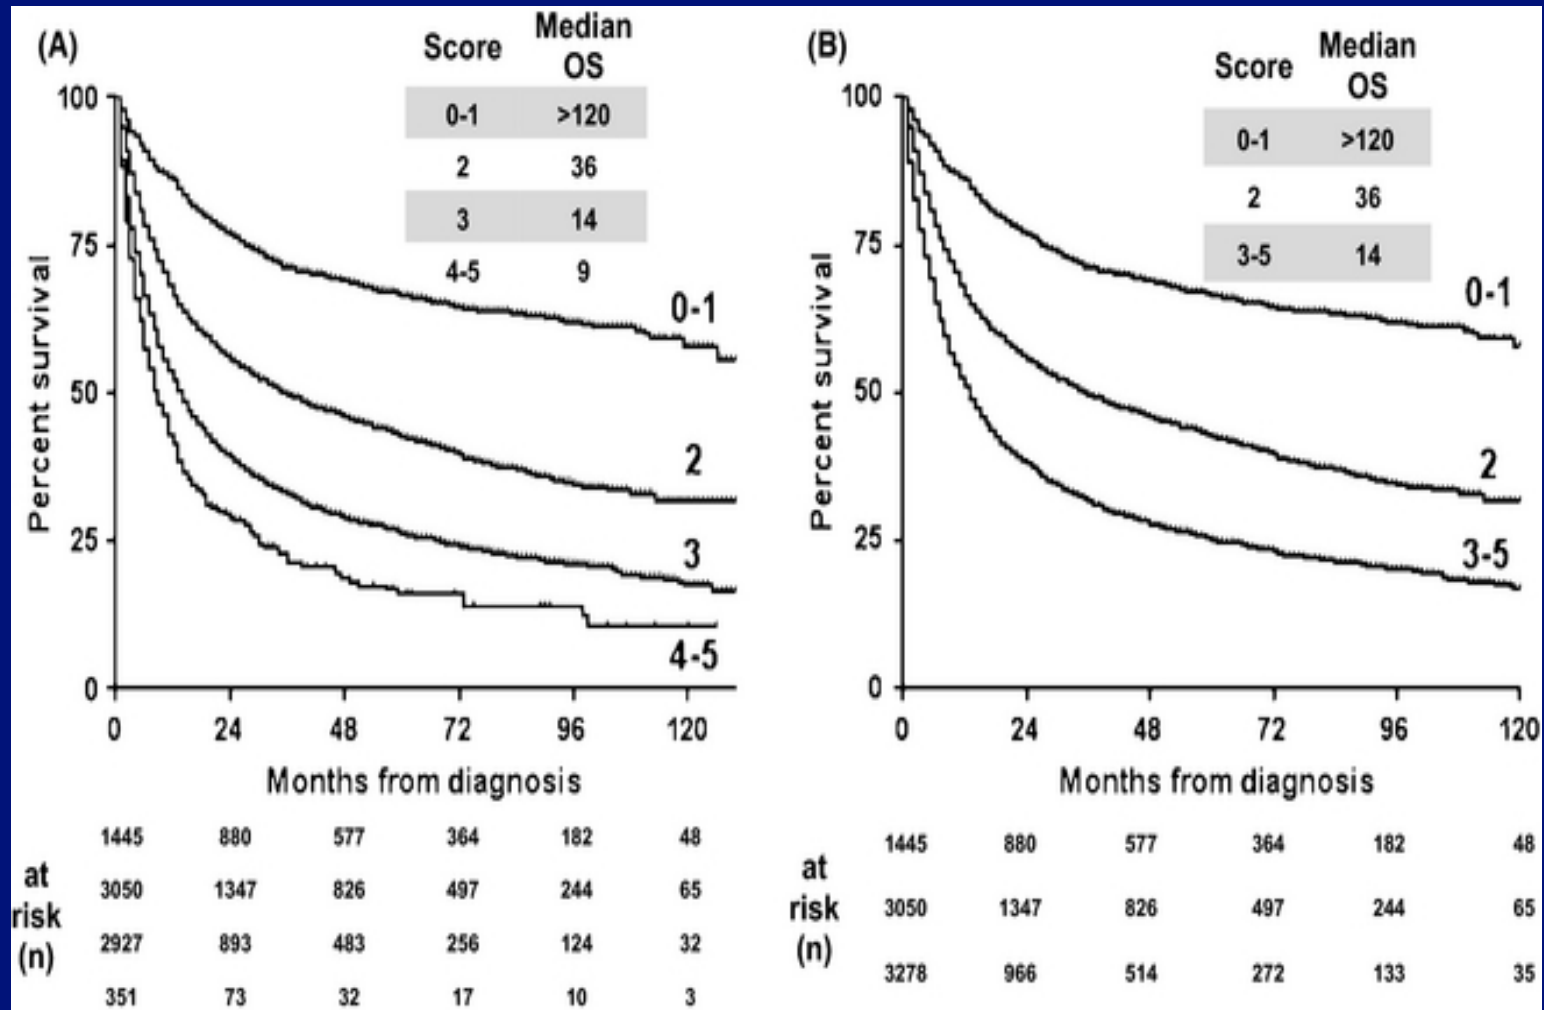 (A)
Score Median OS
0-1 >120
2 36
3 14
4-5 9
100
75
50
25
0
Percent survival
0-1
2
3
4-5
0 24 48 72 96 120
Months from diagnosis
at risk (n)
1445 880 577 364 182 48
3050 1347 826 497 244 65
2927 893 483 256 124 32
351 73 32 17 10 3
(B)
Score Median OS
0-1 >120
2 36
3-5 14
100
75
50
25
0
Percent survival
0-1
2
3-5
0 24 48 72 96 120
Months from diagnosis
at risk (n)
1445 880 577 364 182 48
3050 1347 826 497 244 65
3278 966 514 272 133 35